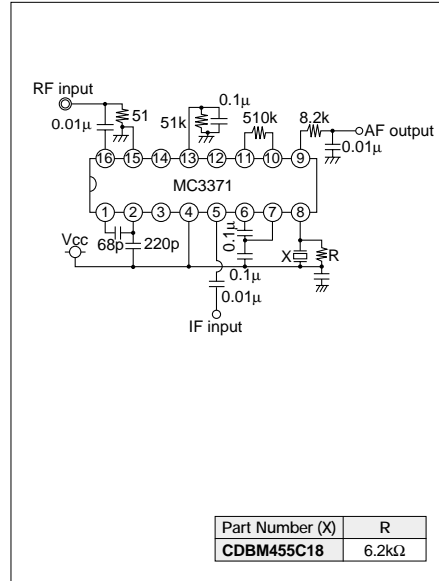 RF input
0.1μ
51
51k
510k
8.2k
AF output
0.01μ
0.01μ
16 15 14 13 12 11 10 9
MC3371
1 2 3 4 5 6 7 8
Vcc
68p
220p
0.1μ
X
R
0.1μ
0.01μ
IF input
Part Number (X) R
CDBM455C18 6.2kΩ